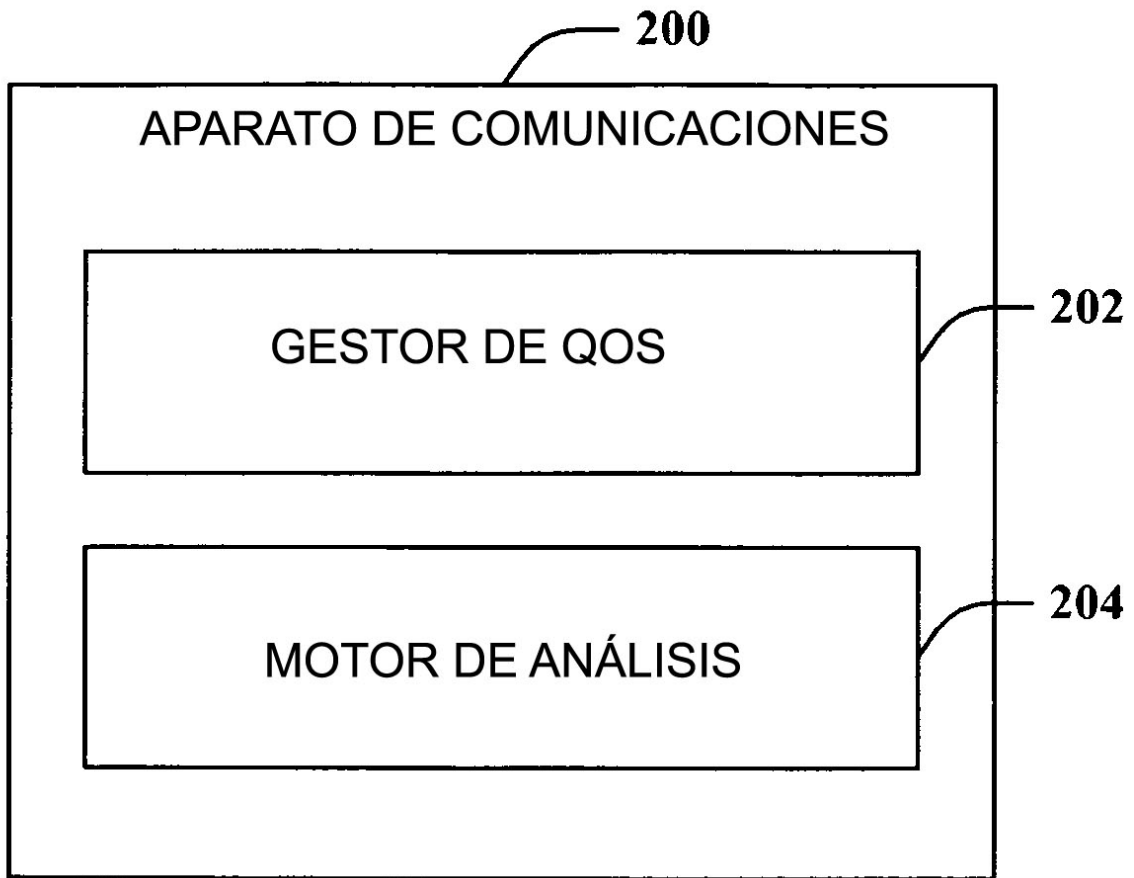 200
APARATO DE COMUNICACIONES
GESTOR DE QOS
202
MOTOR DE ANÁLISIS
204